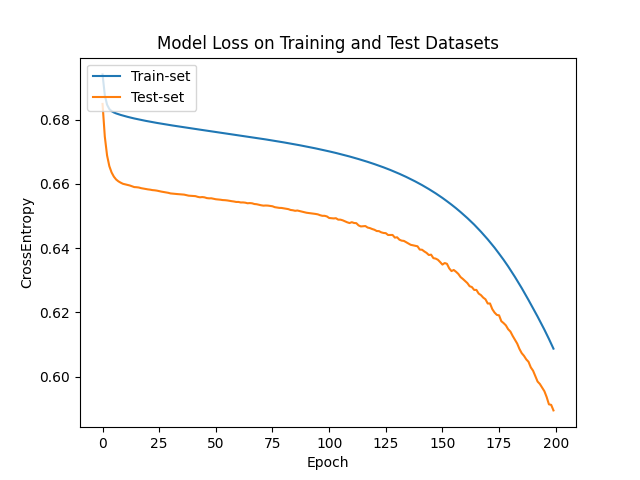 Model Loss on Training and Test Datasets
Train-set
Test-set
CrossEntropy
0.68
0.66
0.64
0.62
0.60
0 25 50 75 100 125 150 175 200
Epoch